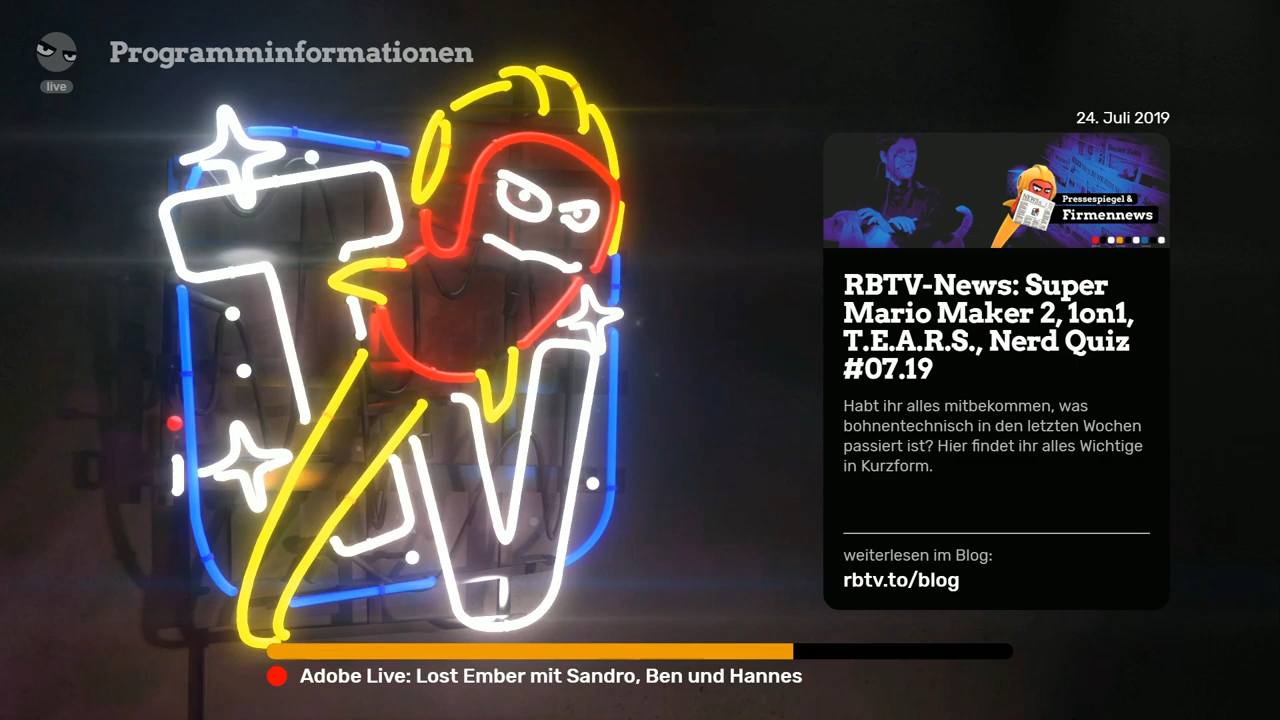 Programminformationen
live
TV
24. Juli 2019
NEWS
Pressespiegel &
Firmennews
RBTV-News: Super
Mario Maker 2, 1on1,
T.E.A.R.S., Nerd Quiz
#07.19
Habt ihr alles mitbekommen, was
bohnentechnisch in den letzten Wochen
passiert ist? Hier findet ihr alles Wichtige
in Kurzform.
weiterlesen im Blog:
rbtv.to/blog
Adobe Live: Lost Ember mit Sandro, Ben und Hannes